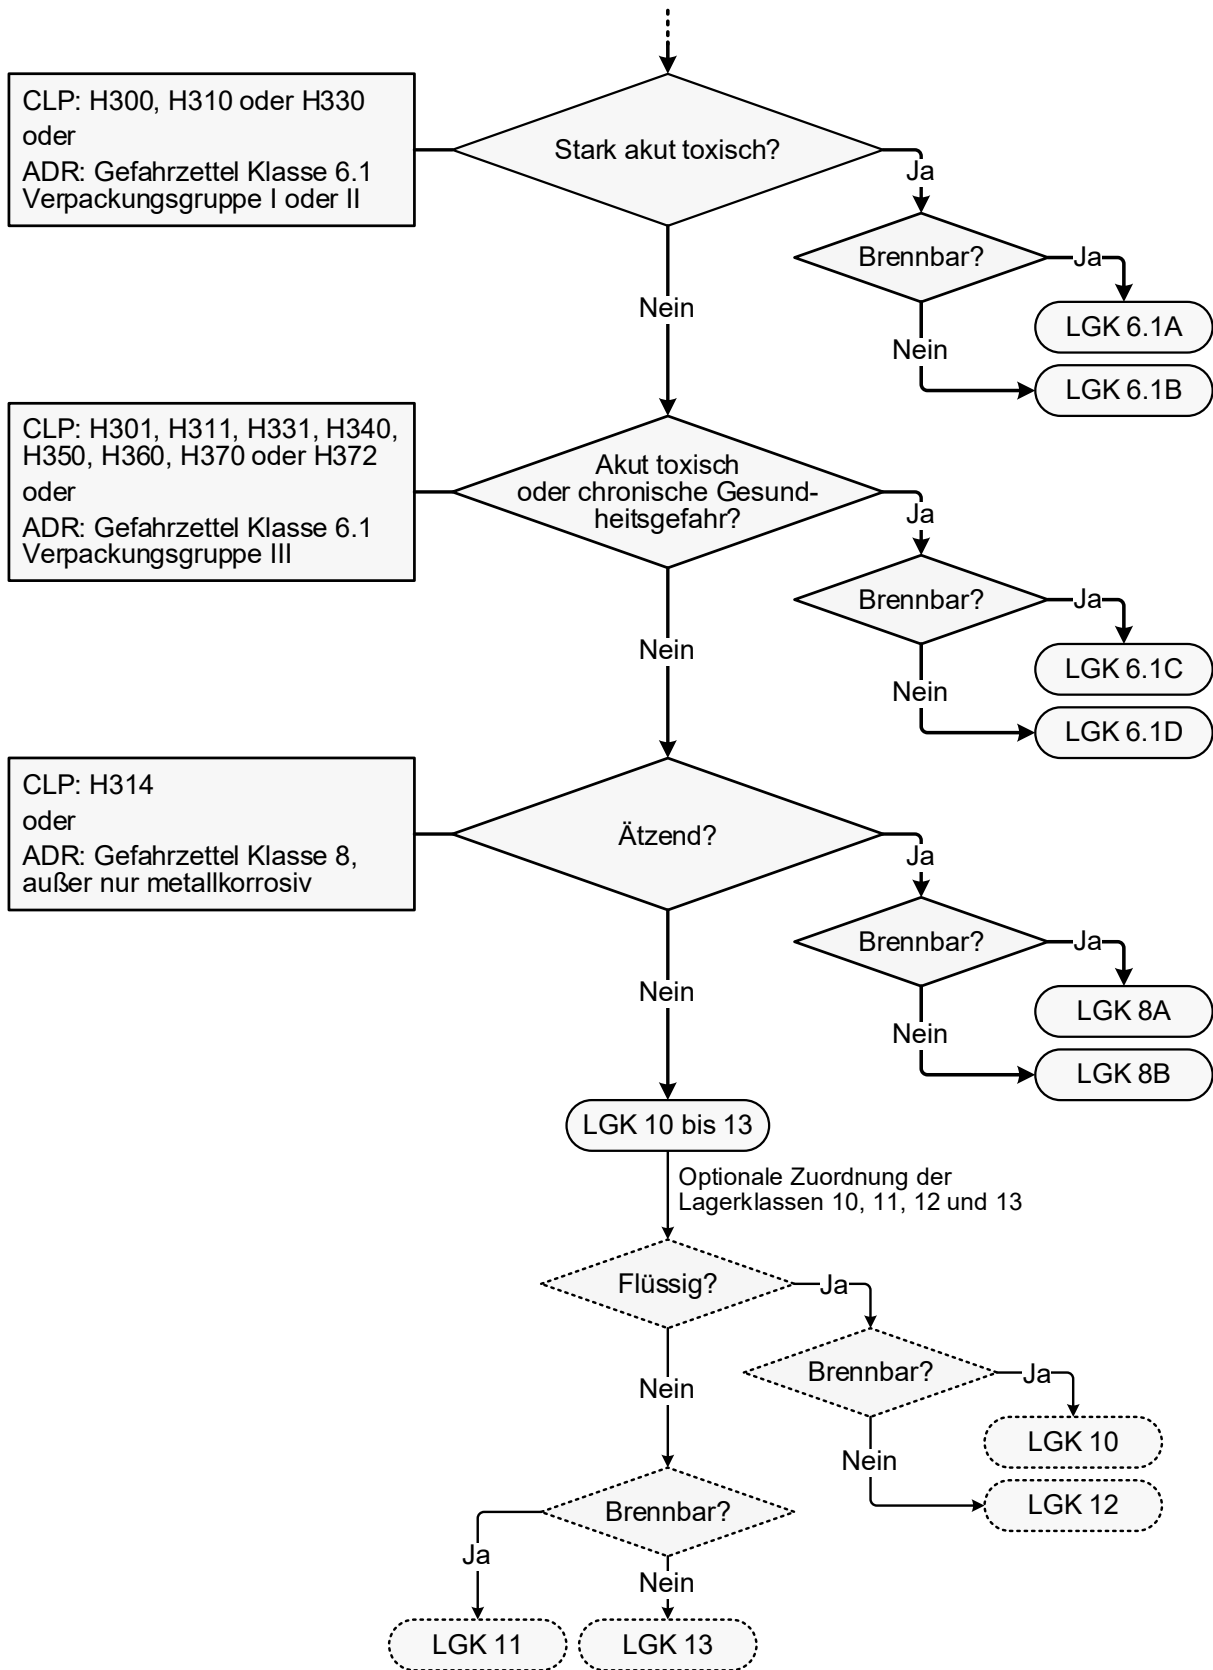 CLP: H300, H310 oder H330
oder
ADR: Gefahrzettel Klasse 6.1
Verpackungsgruppe I oder II
Stark akut toxisch?
Ja
Brennbar?
Ja
LGK 6.1A
Nein
LGK 6.1B
Nein
CLP: H301, H311, H331, H340,
H350, H360, H370 oder H372
oder
ADR: Gefahrzettel Klasse 6.1
Verpackungsgruppe III
Akut toxisch
oder chronische Gesund-
heitsgefahr?
Ja
Brennbar?
Ja
LGK 6.1C
Nein
LGK 6.1D
Nein
CLP: H314
oder
ADR: Gefahrzettel Klasse 8,
außer nur metallkorrosiv
Ätzend?
Ja
Brennbar?
Ja
LGK 8A
Nein
LGK 8B
Nein
LGK 10 bis 13
Optionale Zuordnung der
Lagerklassen 10, 11, 12 und 13
Flüssig?
Ja
Brennbar?
Ja
LGK 10
Nein
LGK 12
Nein
Brennbar?
Ja
Nein
LGK 11
LGK 13